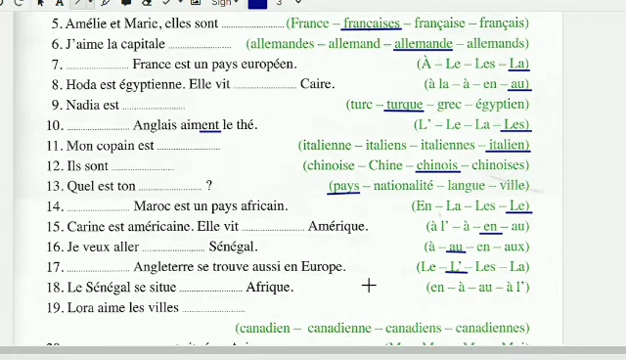 Sign 3
5. Amélie et Marie, elles sont .................... (France – françaises – française – français)
6. J'aime la capitale .................... (allemandes – allemand – allemande – allemands)
7. .................... France est un pays européen. (À – Le – Les – La)
8. Hoda est égyptienne. Elle vit .................... Caire. (à la – à – en – au)
9. Nadia est .................... (turc – turque – grec – égyptien)
10. .................... Anglais aiment le thé. (L' – Le – La – Les)
11. Mon copain est .................... (italienne – italiens – italiennes – italien)
12. Ils sont .................... (chinoise – Chine – chinois – chinoises)
13. Quel est ton .................... ? (pays – nationalité – langue – ville)
14. .................... Maroc est un pays africain. (En – La – Les – Le)
15. Carine est américaine. Elle vit .................... Amérique. (à l' – à – en – au)
16. Je veux aller .................... Sénégal. (à – au – en – aux)
17. .................... Angleterre se trouve aussi en Europe. (Le – L' – Les – La)
18. Le Sénégal se situe .................... Afrique. (en – à – au – à l')
19. Lora aime les villes ....................
(canadien – canadienne – canadiens – canadiennes)